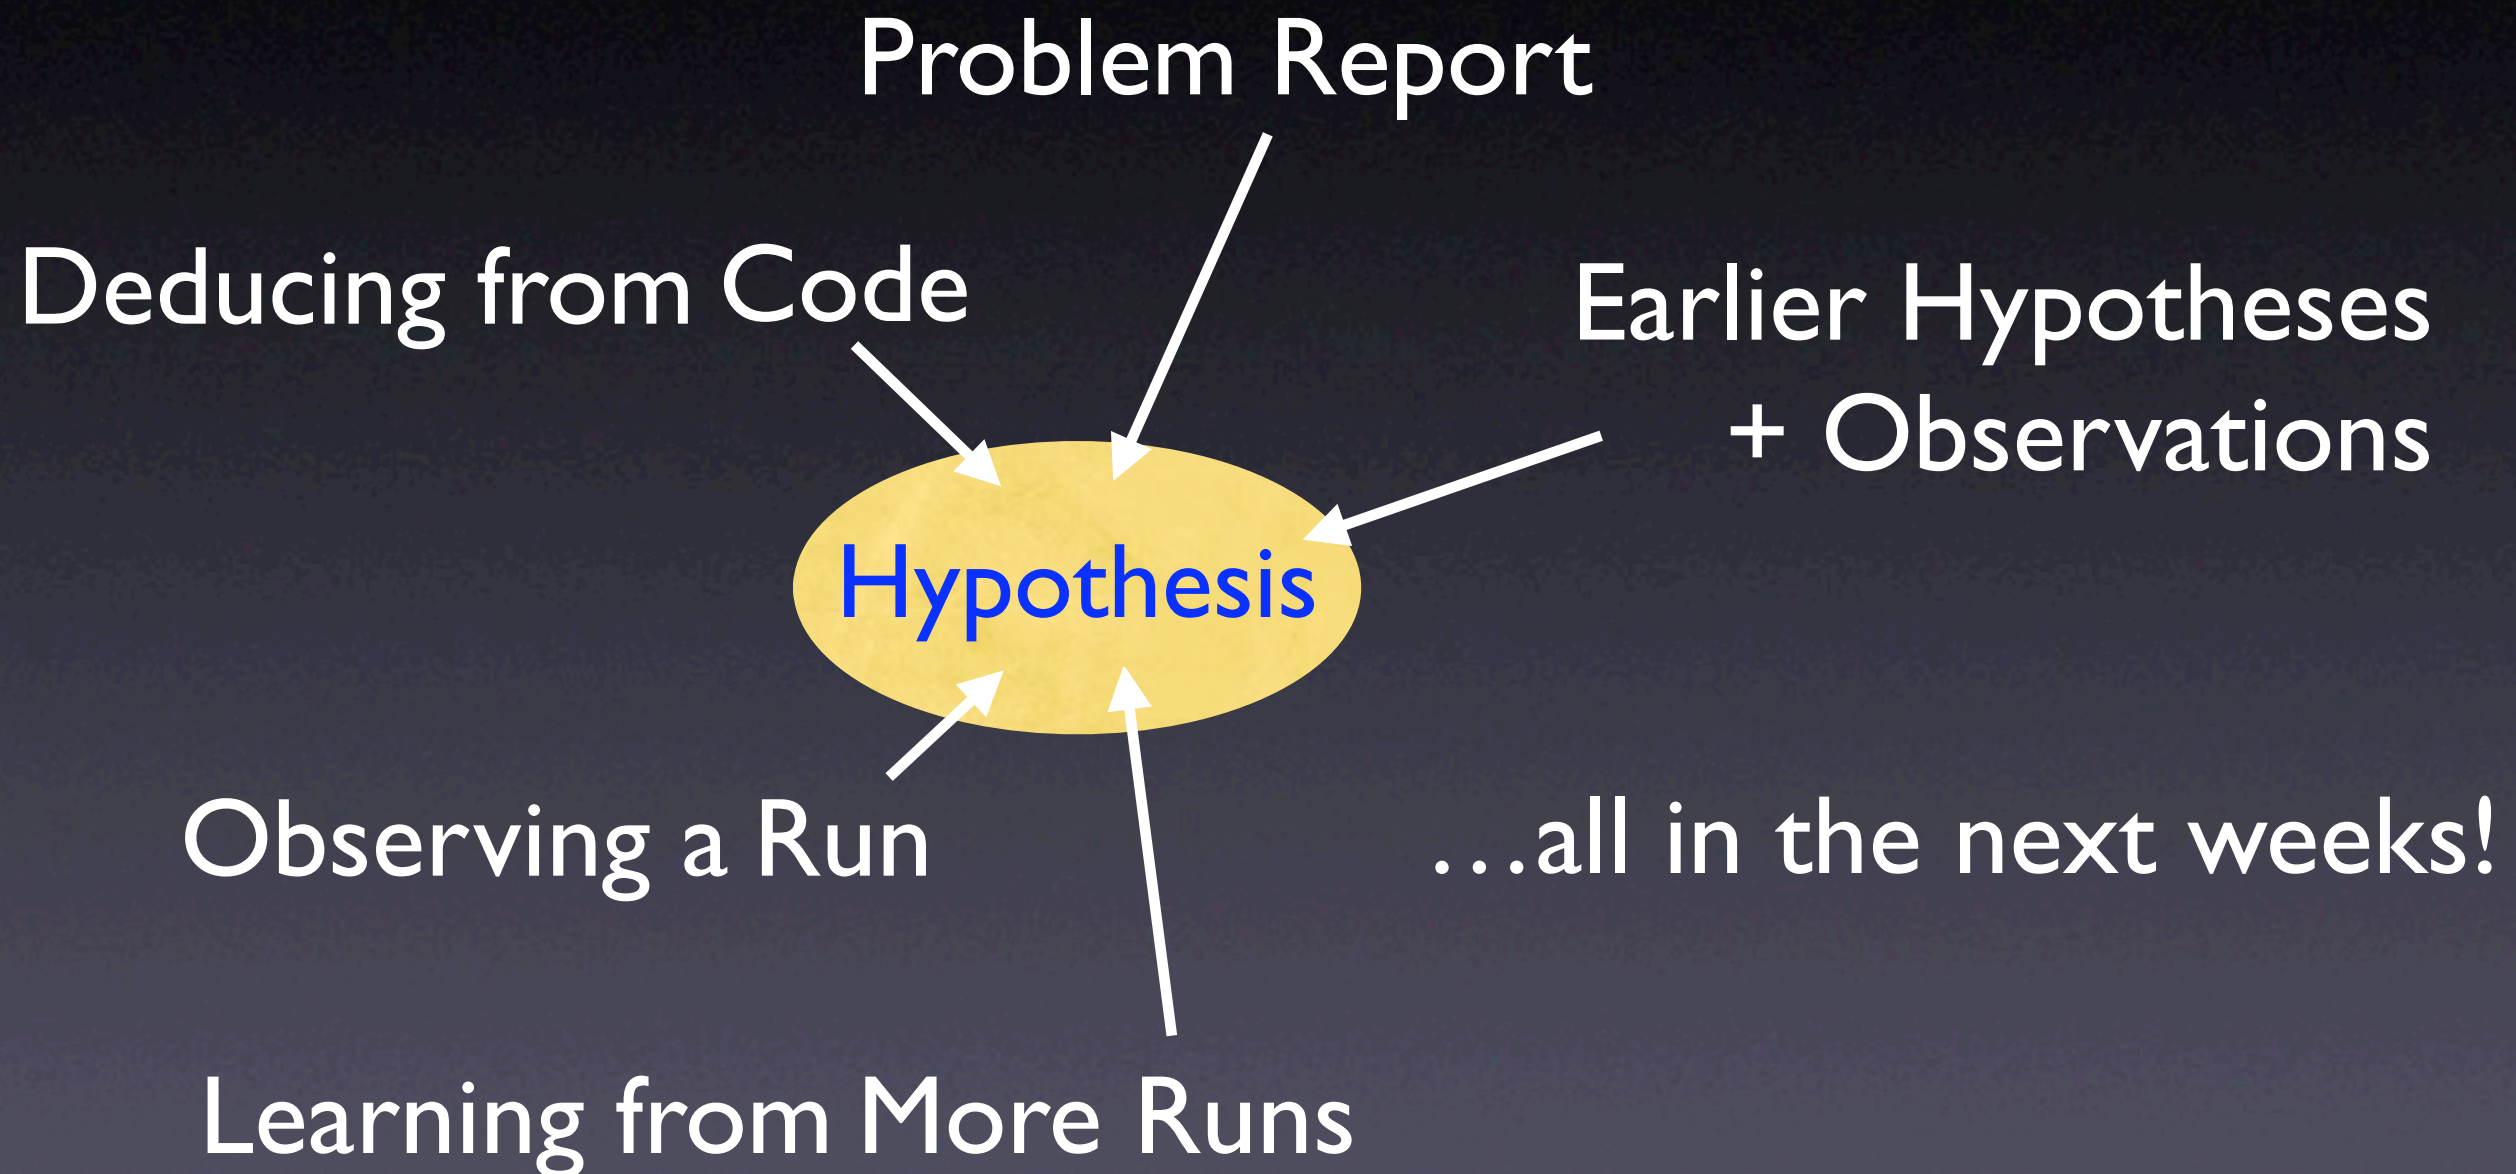 Problem Report
Deducing from Code
Earlier Hypotheses
+ Observations
Hypothesis
Observing a Run
…all in the next weeks!
Learning from More Runs